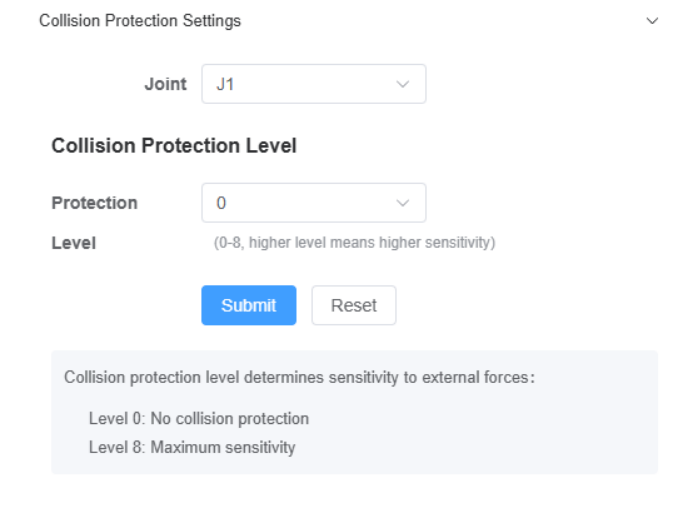 Collision Protection Settings
Joint J1
Collision Protection Level
Protection 0
Level (0-8, higher level means higher sensitivity)
Submit Reset
Collision protection level determines sensitivity to external forces:
Level 0: No collision protection
Level 8: Maximum sensitivity